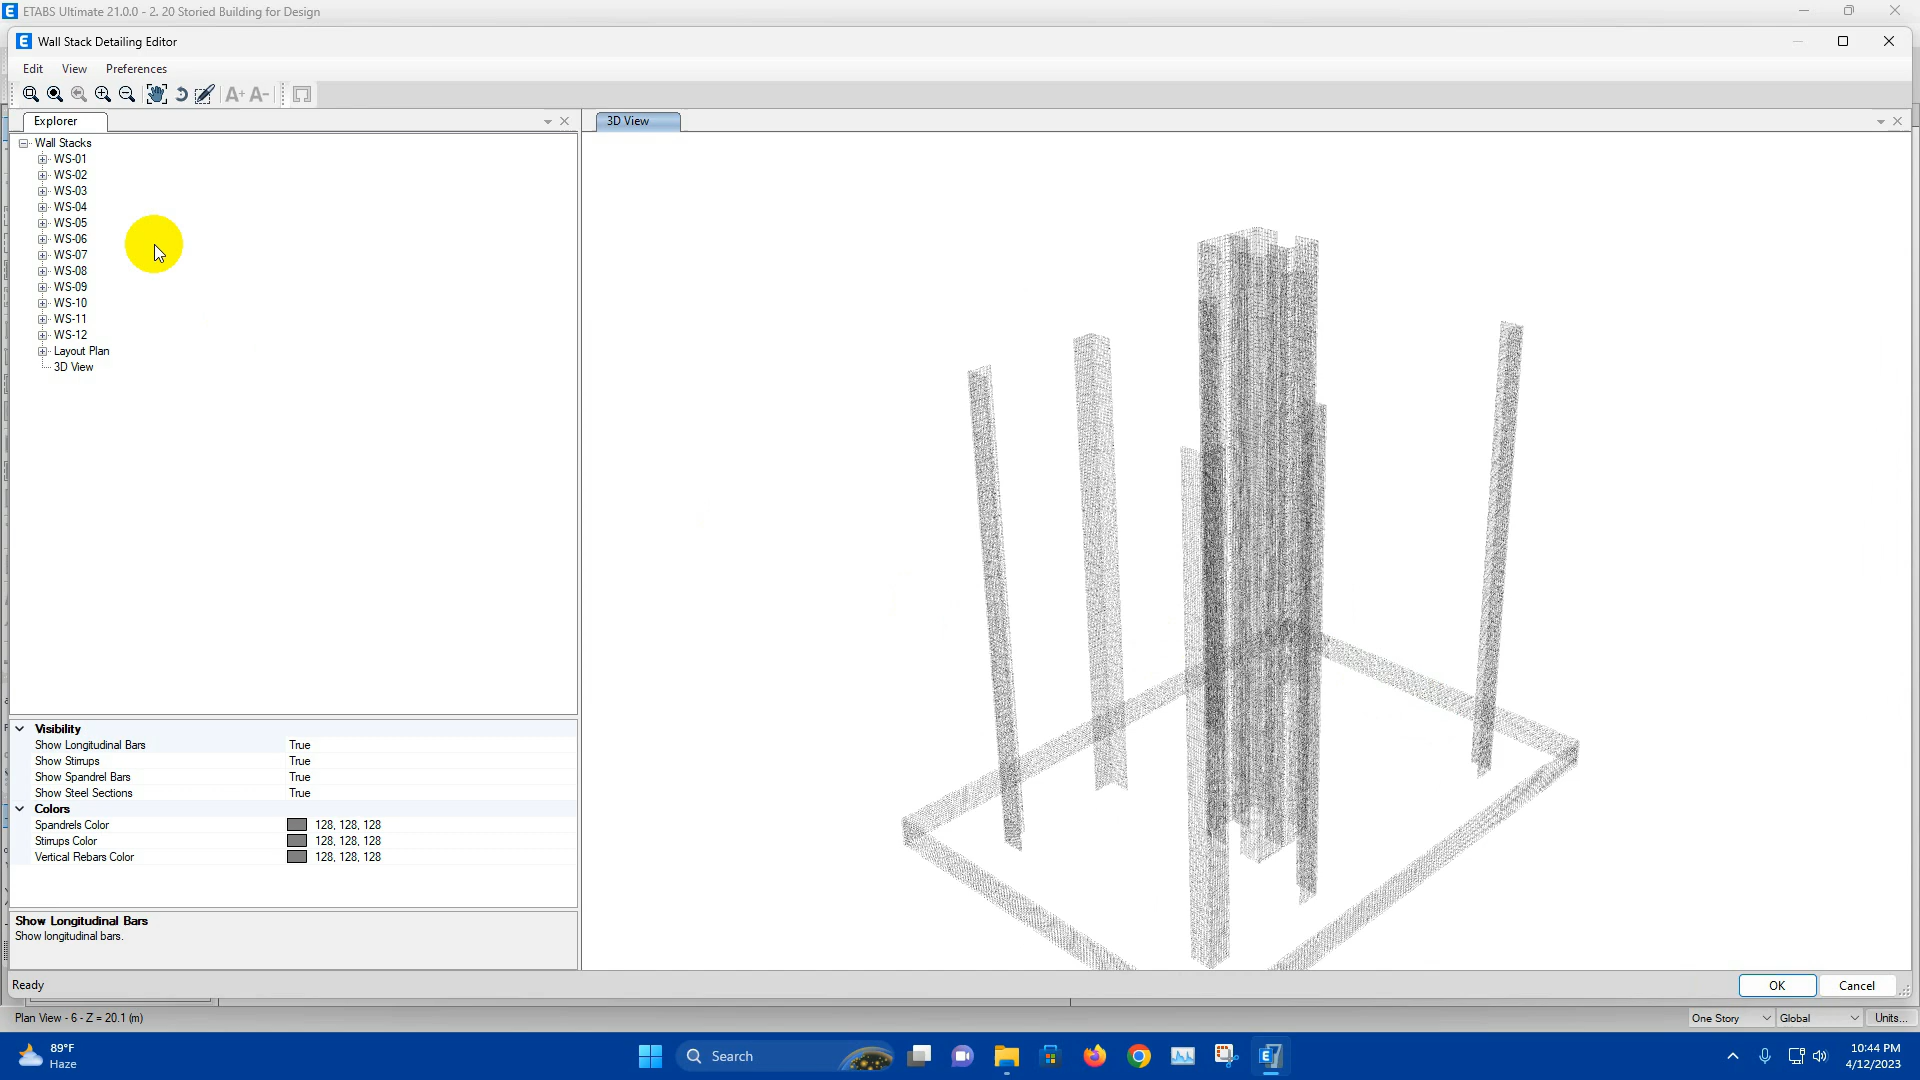 ETABS Ultimate 21.0.0 - 2. 20 Storied Building for Design
Wall Stack Detailing Editor
Edit View Preferences
Explorer
3D View
Wall Stacks
WS-01
WS-02
WS-03
WS-04
WS-05
WS-06
WS-07
WS-08
WS-09
WS-10
WS-11
WS-12
Layout Plan
3D View
Visibility
Show Longitudinal Bars True
Show Stirrups True
Show Spandrel Bars True
Show Steel Sections True
Colors
Spandrels Color 128, 128, 128
Stirrups Color 128, 128, 128
Vertical Rebars Color 128, 128, 128
Show Longitudinal Bars
Show longitudinal bars.
Ready
OK Cancel
Plan View - 6 - Z = 20.1 (m)
One Story Global Units...
89°F
Haze
Search
10:44 PM
4/12/2023